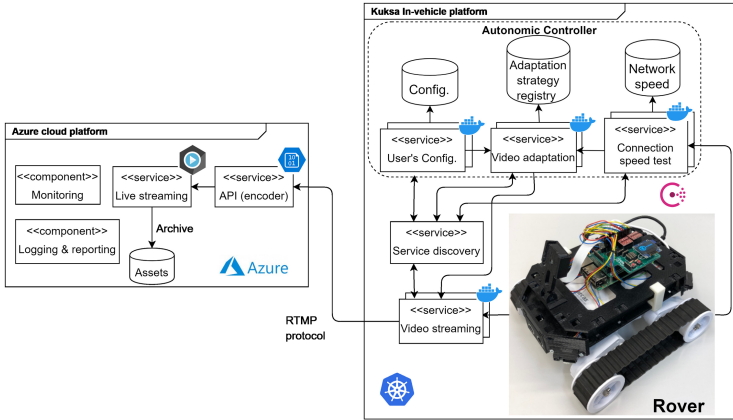 Kuksa In-vehicle platform
Autonomic Controller
Config.
Adaptation
strategy
registry
Network
speed
<<service>>
User's Config.
<<service>>
Video adaptation
<<service>>
Connection
speed test
Azure cloud platform
<<component>>
Monitoring
<<service>>
Live streaming
10
01
<<service>>
API (encoder)
<<component>>
Logging & reporting
Archive
Assets
Azure
<<service>>
Service discovery
RTMP
protocol
<<service>>
Video streaming
Rover